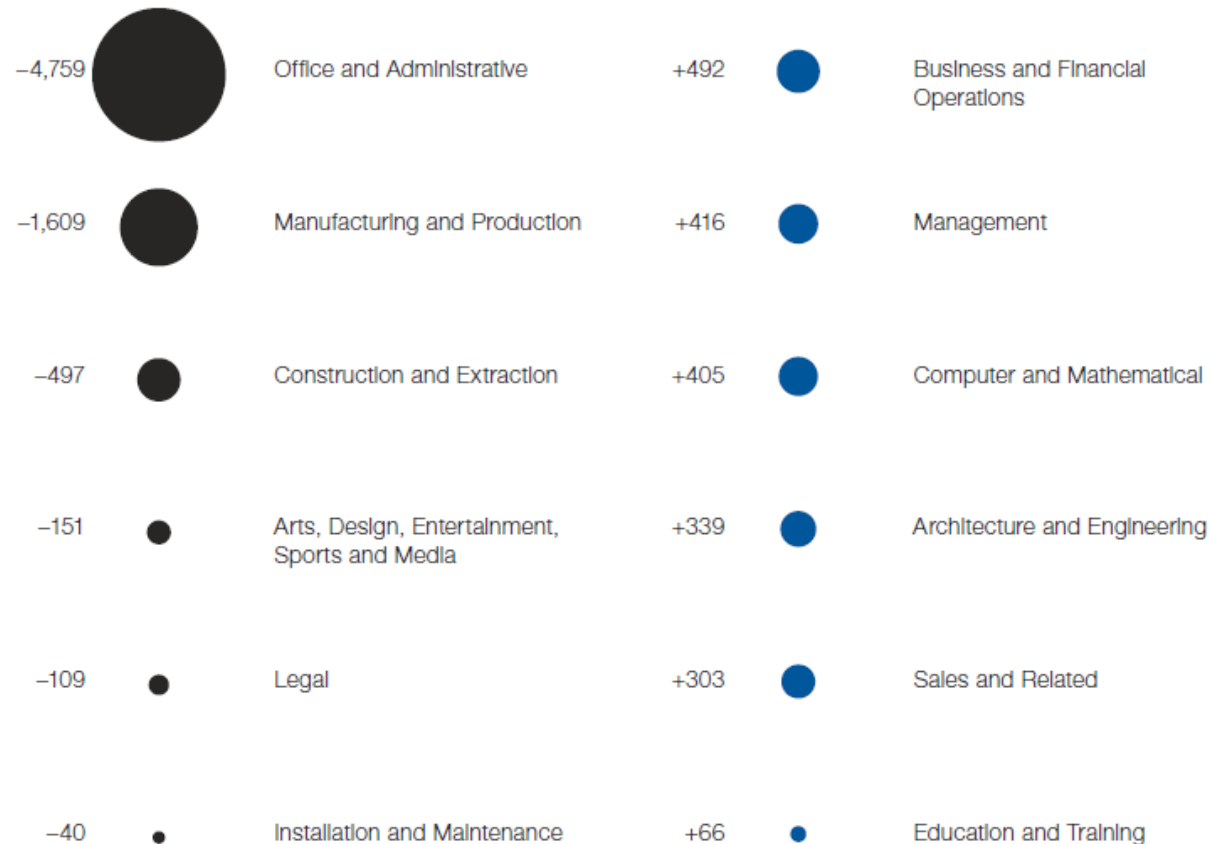 −4,759 Office and Administrative
+492 Business and Financial
Operations
−1,609 Manufacturing and Production
+416 Management
−497 Construction and Extraction
+405 Computer and Mathematical
−151 Arts, Design, Entertainment,
Sports and Media
+339 Architecture and Engineering
−109 Legal
+303 Sales and Related
−40 Installation and Maintenance
+66 Education and Training